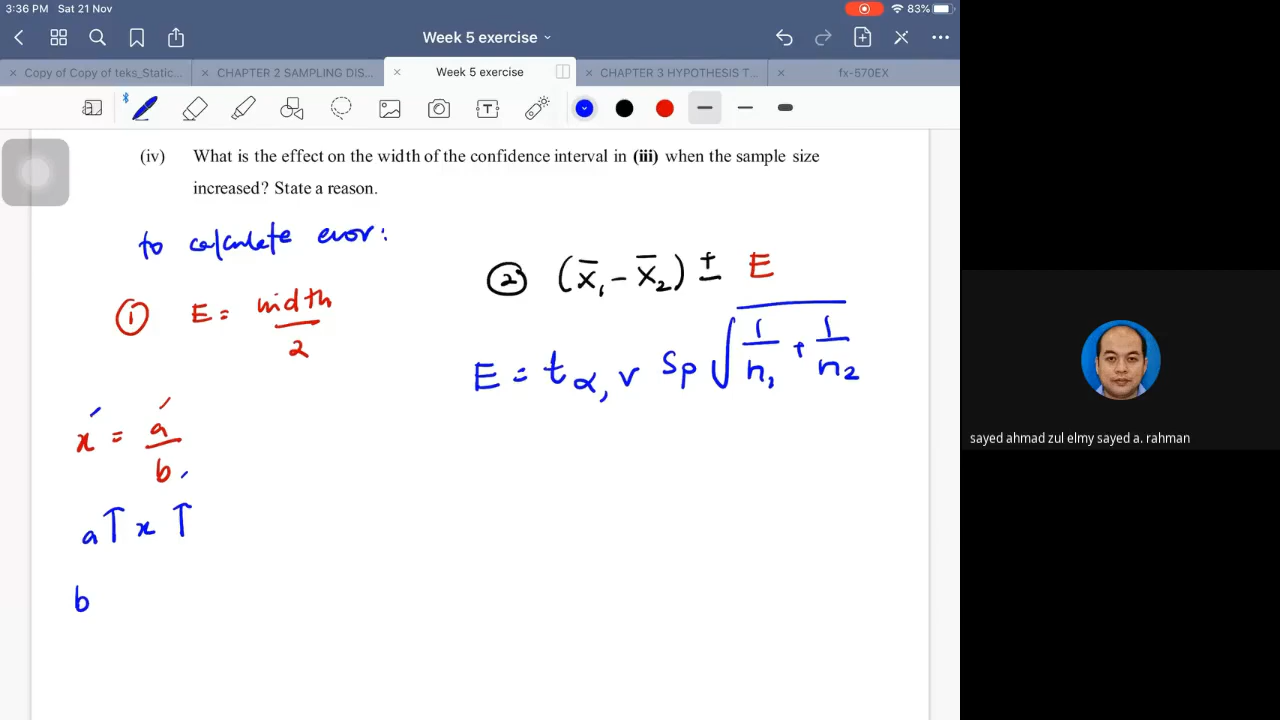 3:36 PM Sat 21 Nov
83%
Week 5 exercise
Copy of Copy of teks_Static...
CHAPTER 2 SAMPLING DIS...
Week 5 exercise
CHAPTER 3 HYPOTHESIS T...
fx-570EX
(iv) What is the effect on the width of the confidence interval in (iii) when the sample size
increased? State a reason.
to calculate error:
① E = width / 2
x = a / b
a↑ x↑
b
② (x̄₁ - x̄₂) ± E
E = t α, v Sp √(1/n₁ + 1/n₂)
sayed ahmad zul elmy sayed a. rahman